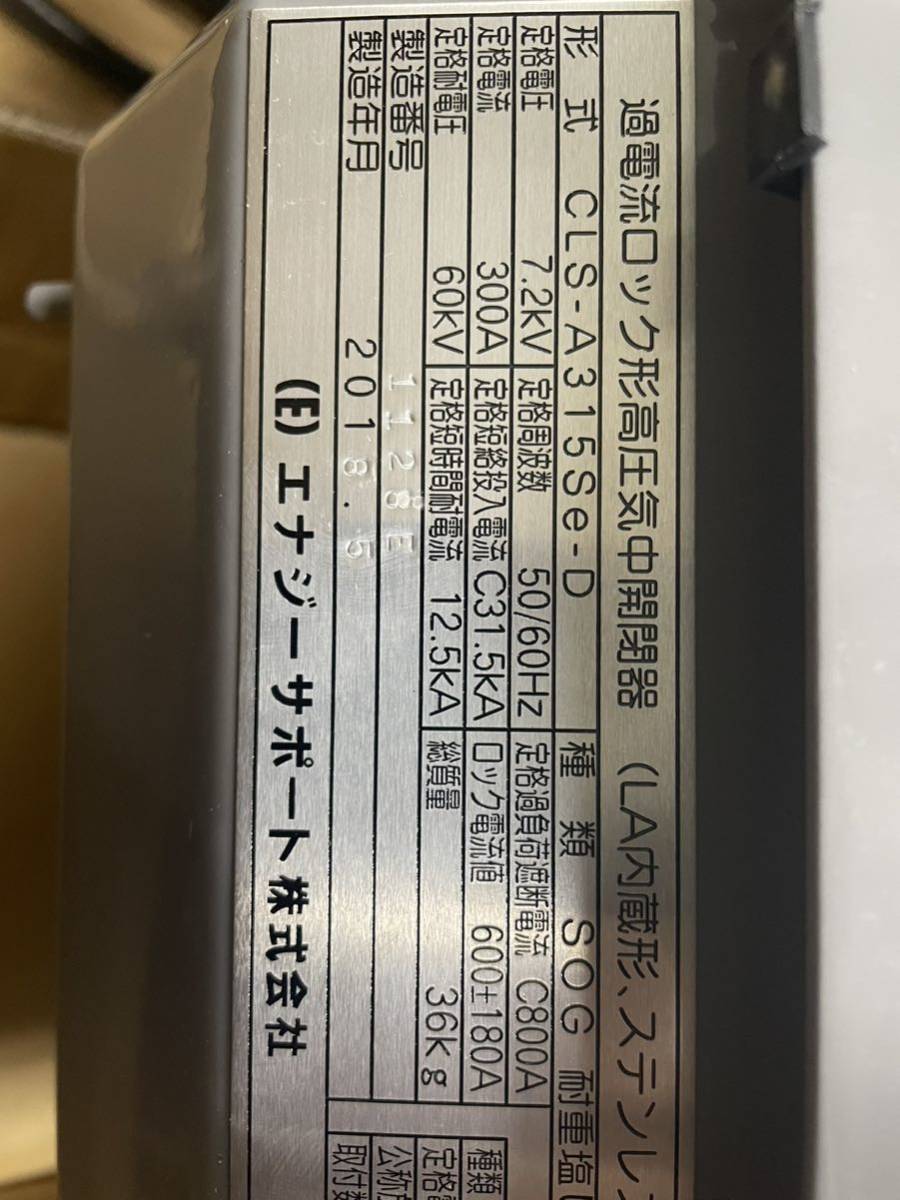 過電流ロック形高圧気中開閉器 (LA内蔵形、ステンレ
形 式 CLS-A315Se-D 種 類 SOG 耐重塩
定格電圧 7.2kV 定格周波数 50/60Hz 定格過負荷遮断電流 C800A
定格電流 300A 定格短絡投入電流 C31.5kA ロック電流値 600±180A 種類
定格耐電圧 60kV 定格短時間耐電流 12.5kA 総質量 36kg 定格
製造番号 1128E 公称
製造年月 2018.5 取付数
(E) エナジーサポート株式会社